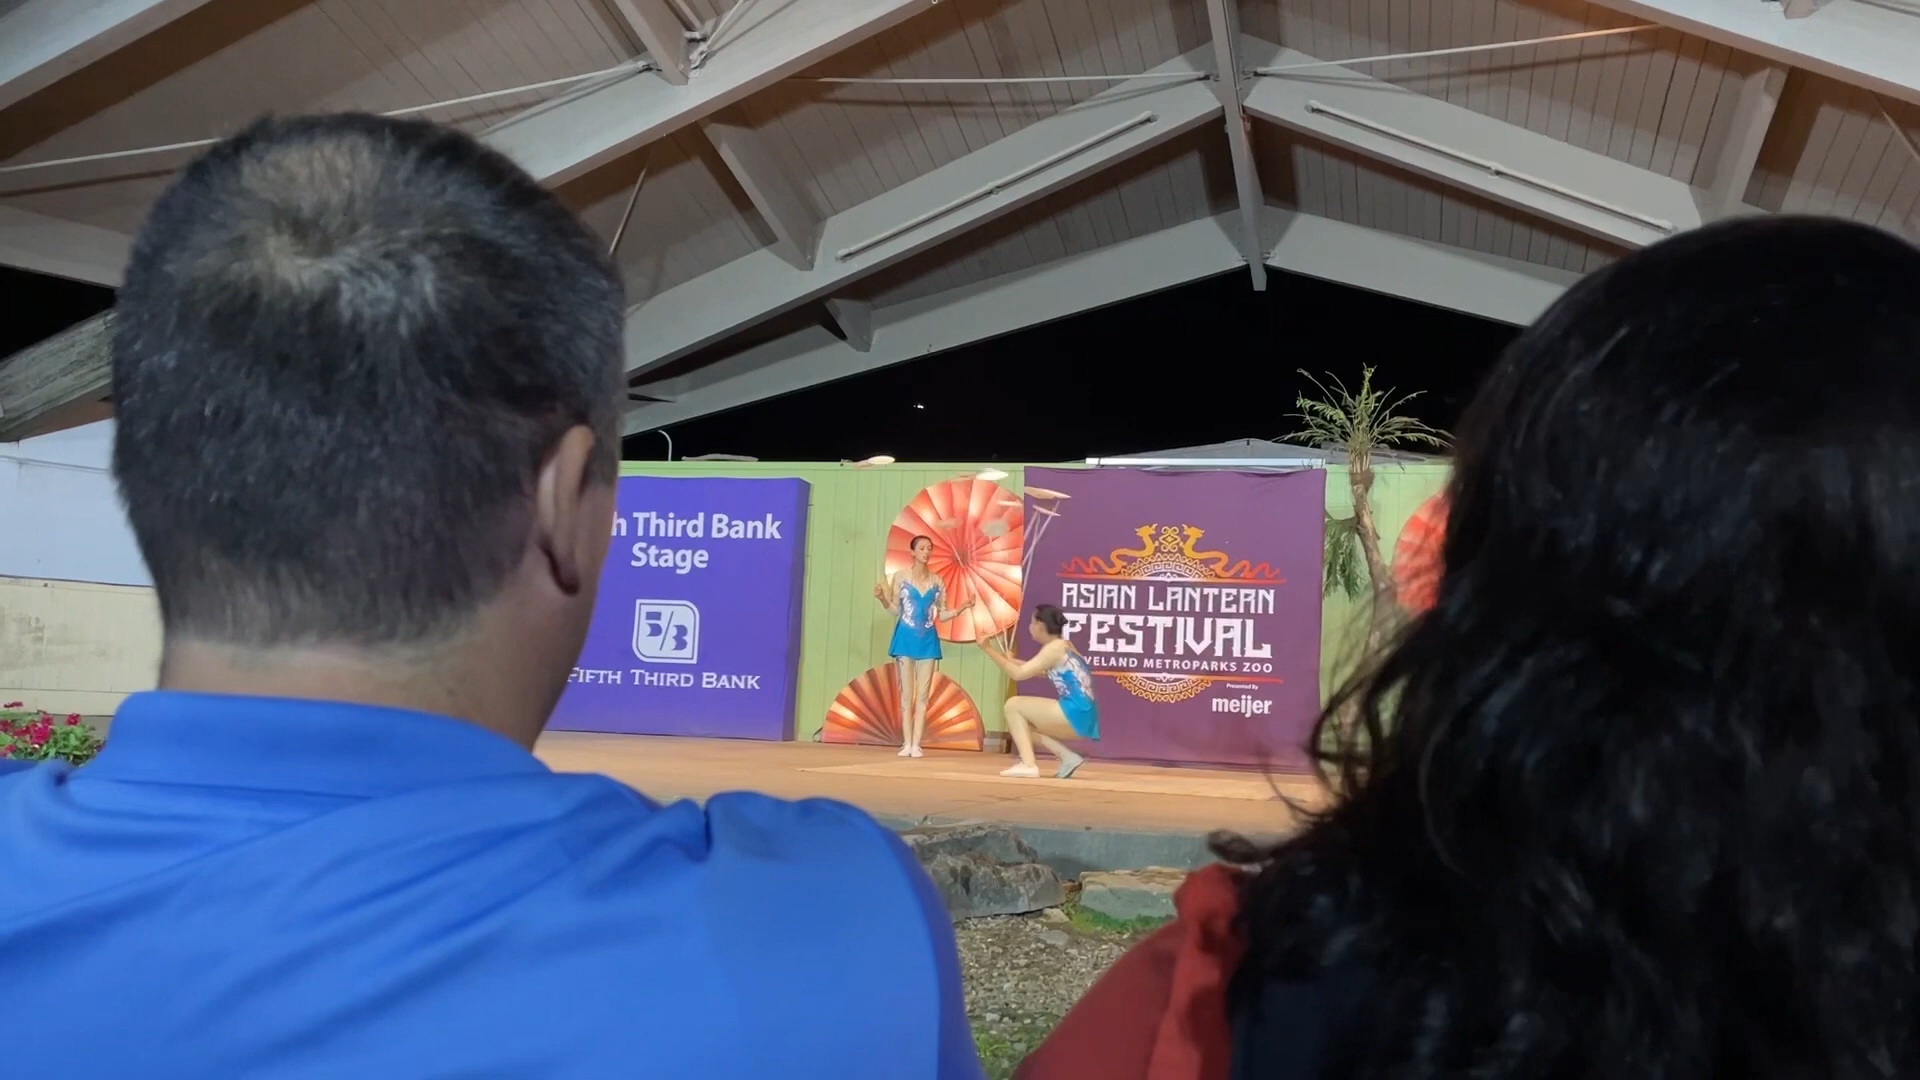 h Third Bank
Stage
5/3
FIFTH THIRD BANK
ASIAN LANTERN
FESTIVAL
VELAND METROPARKS ZOO
Presented By
meijer